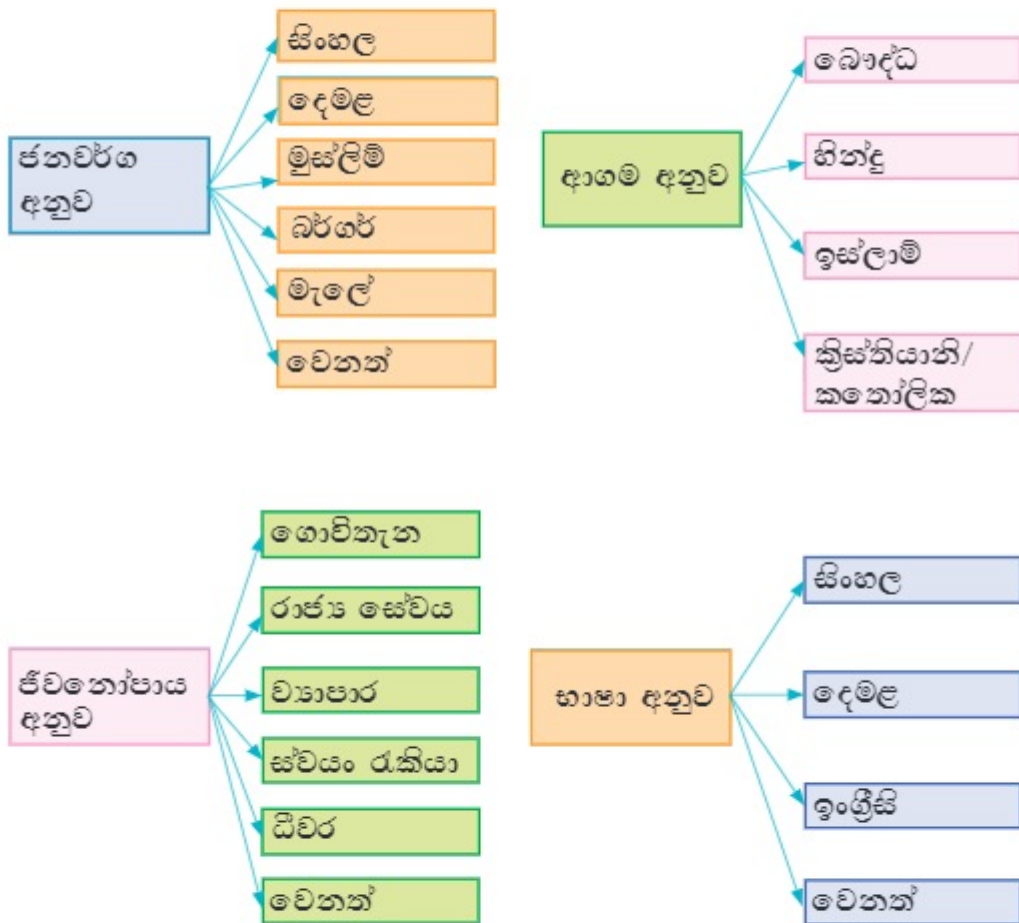 ජනවර්ග
අනුව
සිංහල
දෙමළ
මුස්ලිම්
බර්ගර්
මැලේ
වෙනත්
ආගම අනුව
බෞද්ධ
හින්දු
ඉස්ලාම්
ක්‍රිස්තියානි/
කතෝලික
ජීවනෝපාය
අනුව
ගොවිතැන
රාජ්‍ය සේවය
ව්‍යාපාර
ස්වයං රැකියා
ධීවර
වෙනත්
භාෂා අනුව
සිංහල
දෙමළ
ඉංග්‍රීසි
වෙනත්